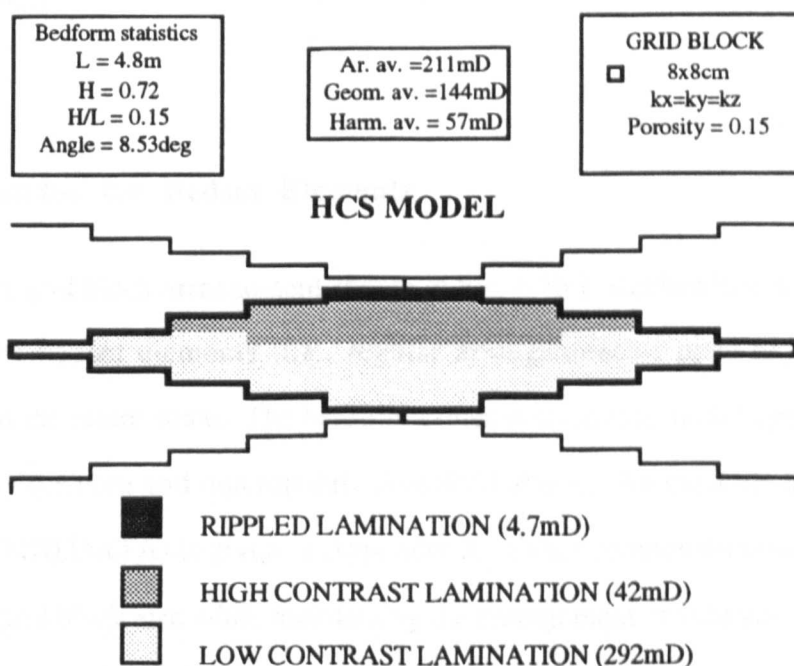 Bedform statistics
L = 4.8m
H = 0.72
H/L = 0.15
Angle = 8.53deg
Ar. av. =211mD
Geom. av. =144mD
Harm. av. = 57mD
GRID BLOCK
8x8cm
kx=ky=kz
Porosity = 0.15
HCS MODEL
RIPPLED LAMINATION (4.7mD)
HIGH CONTRAST LAMINATION (42mD)
LOW CONTRAST LAMINATION (292mD)